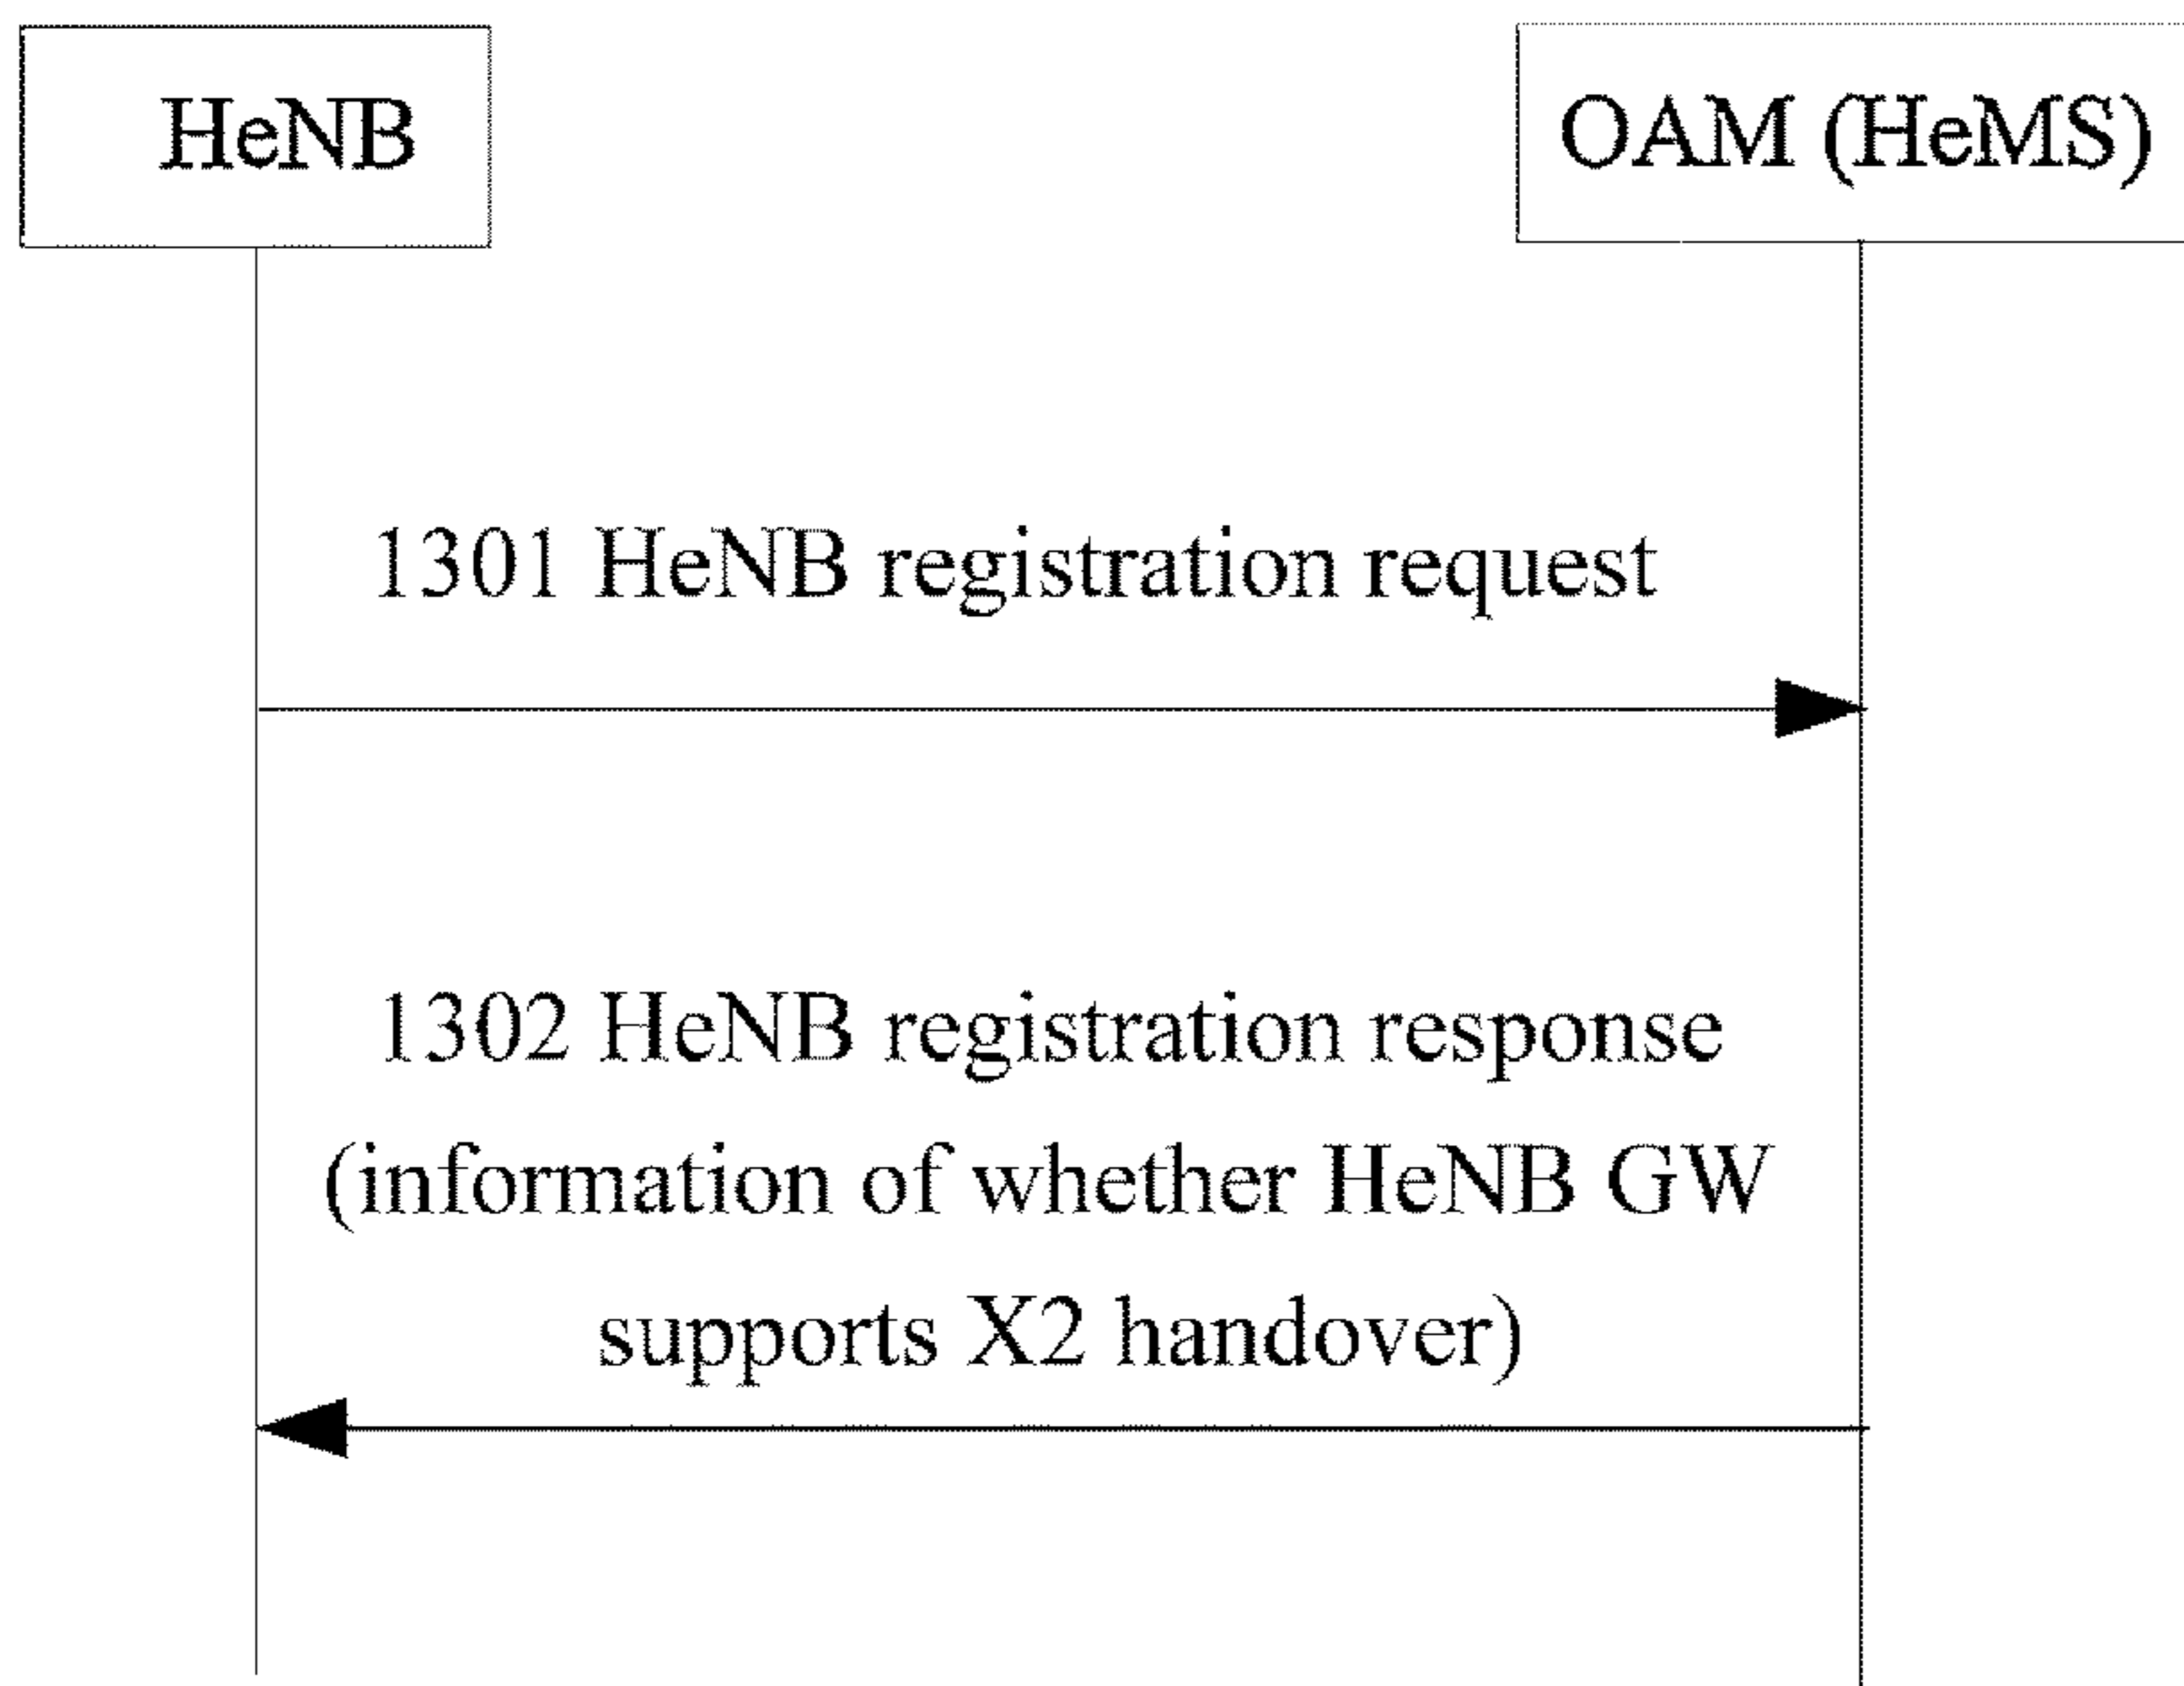 HeNB
OAM (HeMS)
1301 HeNB registration request
1302 HeNB registration response
(information of whether HeNB GW
supports X2 handover)